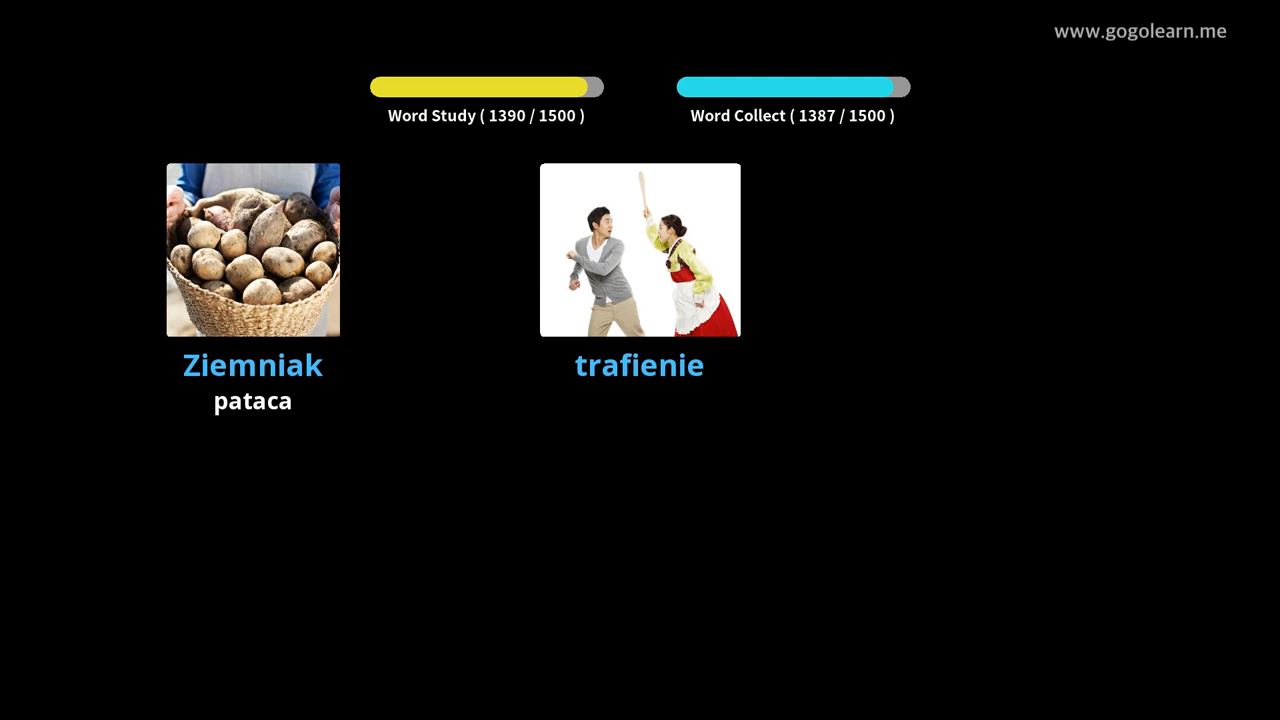 www.gogolearn.me
Word Study ( 1390 / 1500 )
Word Collect ( 1387 / 1500 )
Ziemniak
pataca
trafienie